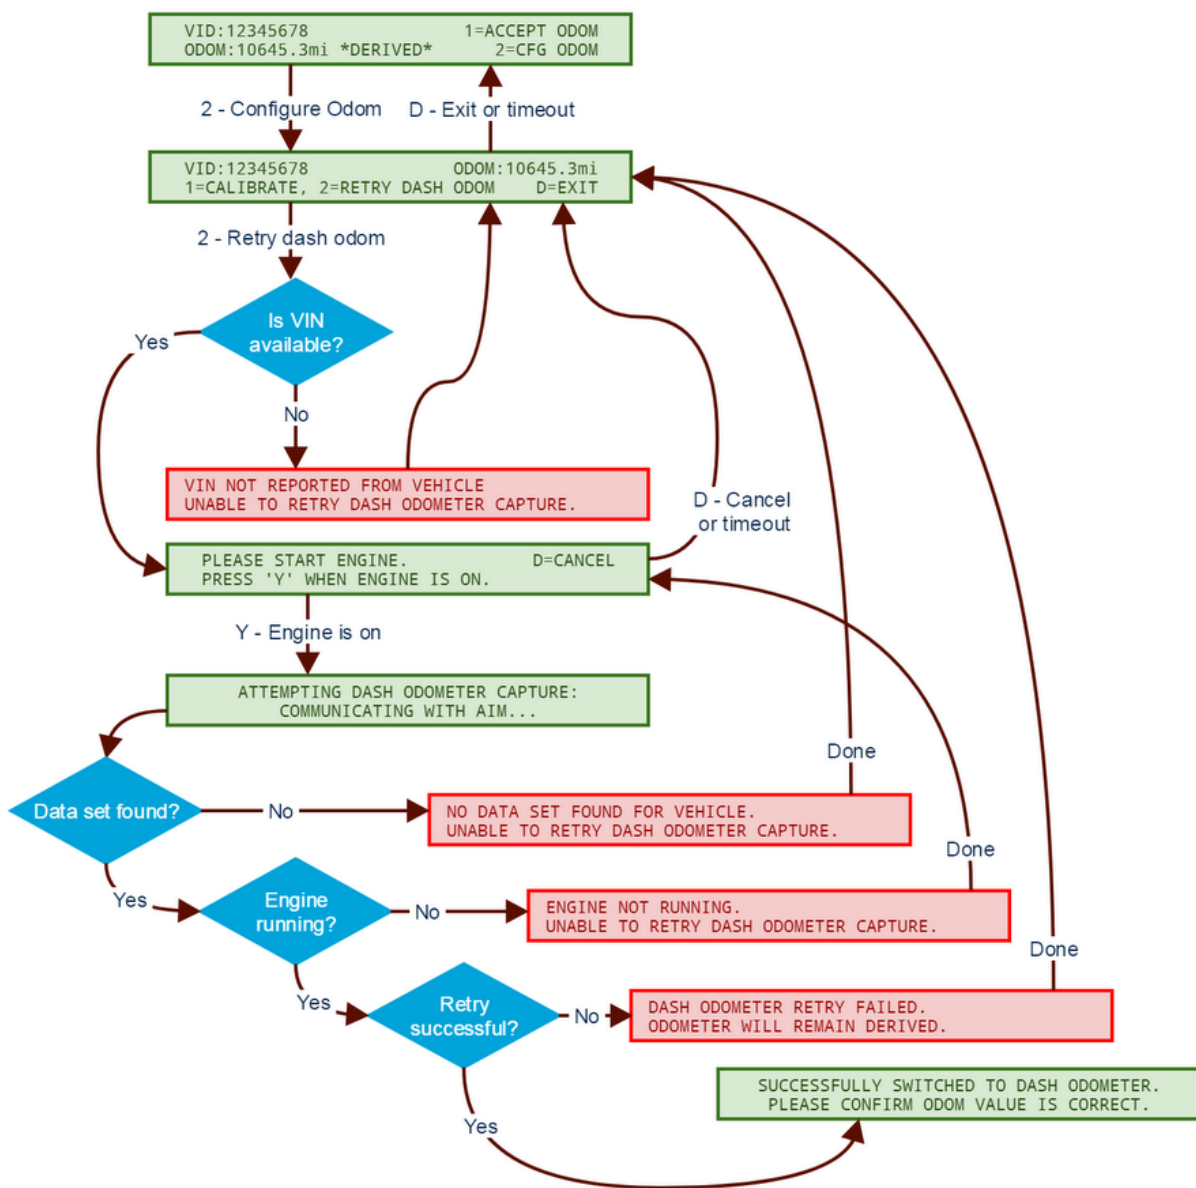 VID:12345678 1=ACCEPT ODOM
ODOM:10645.3mi *DERIVED* 2=CFG ODOM
2 - Configure Odom
D - Exit or timeout
VID:12345678 ODOM:10645.3mi
1=CALIBRATE, 2=RETRY DASH ODOM D=EXIT
2 - Retry dash odom
Is VIN
available?
Yes
No
VIN NOT REPORTED FROM VEHICLE
UNABLE TO RETRY DASH ODOMETER CAPTURE.
D - Cancel
or timeout
PLEASE START ENGINE. D=CANCEL
PRESS 'Y' WHEN ENGINE IS ON.
Y - Engine is on
ATTEMPTING DASH ODOMETER CAPTURE:
COMMUNICATING WITH AIM...
Done
Data set found?
No
NO DATA SET FOUND FOR VEHICLE.
UNABLE TO RETRY DASH ODOMETER CAPTURE.
Done
Yes
Engine
running?
No
ENGINE NOT RUNNING.
UNABLE TO RETRY DASH ODOMETER CAPTURE.
Done
Yes
Retry
successful?
No
DASH ODOMETER RETRY FAILED.
ODOMETER WILL REMAIN DERIVED.
Yes
SUCCESSFULLY SWITCHED TO DASH ODOMETER.
PLEASE CONFIRM ODOM VALUE IS CORRECT.